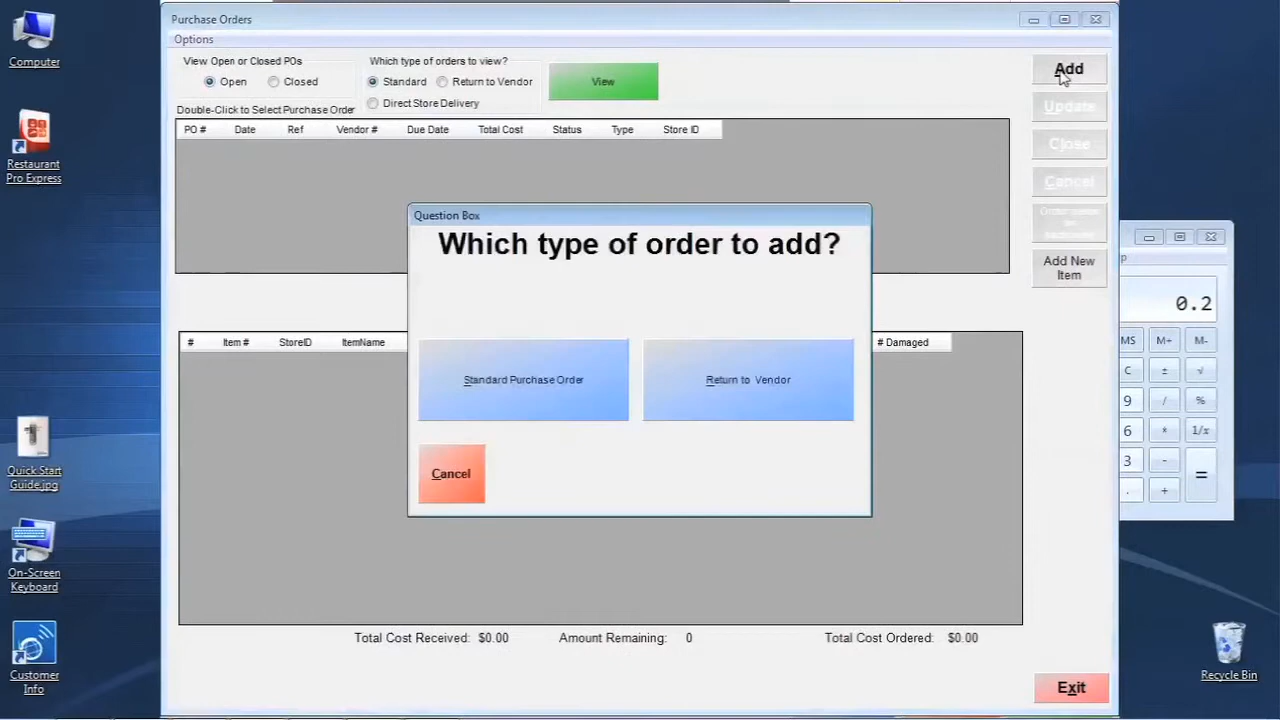 Computer
Restaurant
Pro Express
Quick Start
Guide.jpg
On-Screen
Keyboard
Customer
Info
Purchase Orders
Options
View Open or Closed POs
Open
Closed
Which type of orders to view?
Standard
Return to Vendor
Direct Store Delivery
View
Double-Click to Select Purchase Order
PO # Date Ref Vendor # Due Date Total Cost Status Type Store ID
Add
Update
Close
Cancel
Add New
Item
Question Box
Which type of order to add?
Standard Purchase Order
Return to Vendor
Cancel
# Item # StoreID ItemName # Damaged
Total Cost Received: $0.00 Amount Remaining: 0 Total Cost Ordered: $0.00
Exit
0.2
MS M+ M-
C ± √
9 / %
6 * 1/x
3 - =
. +
Recycle Bin